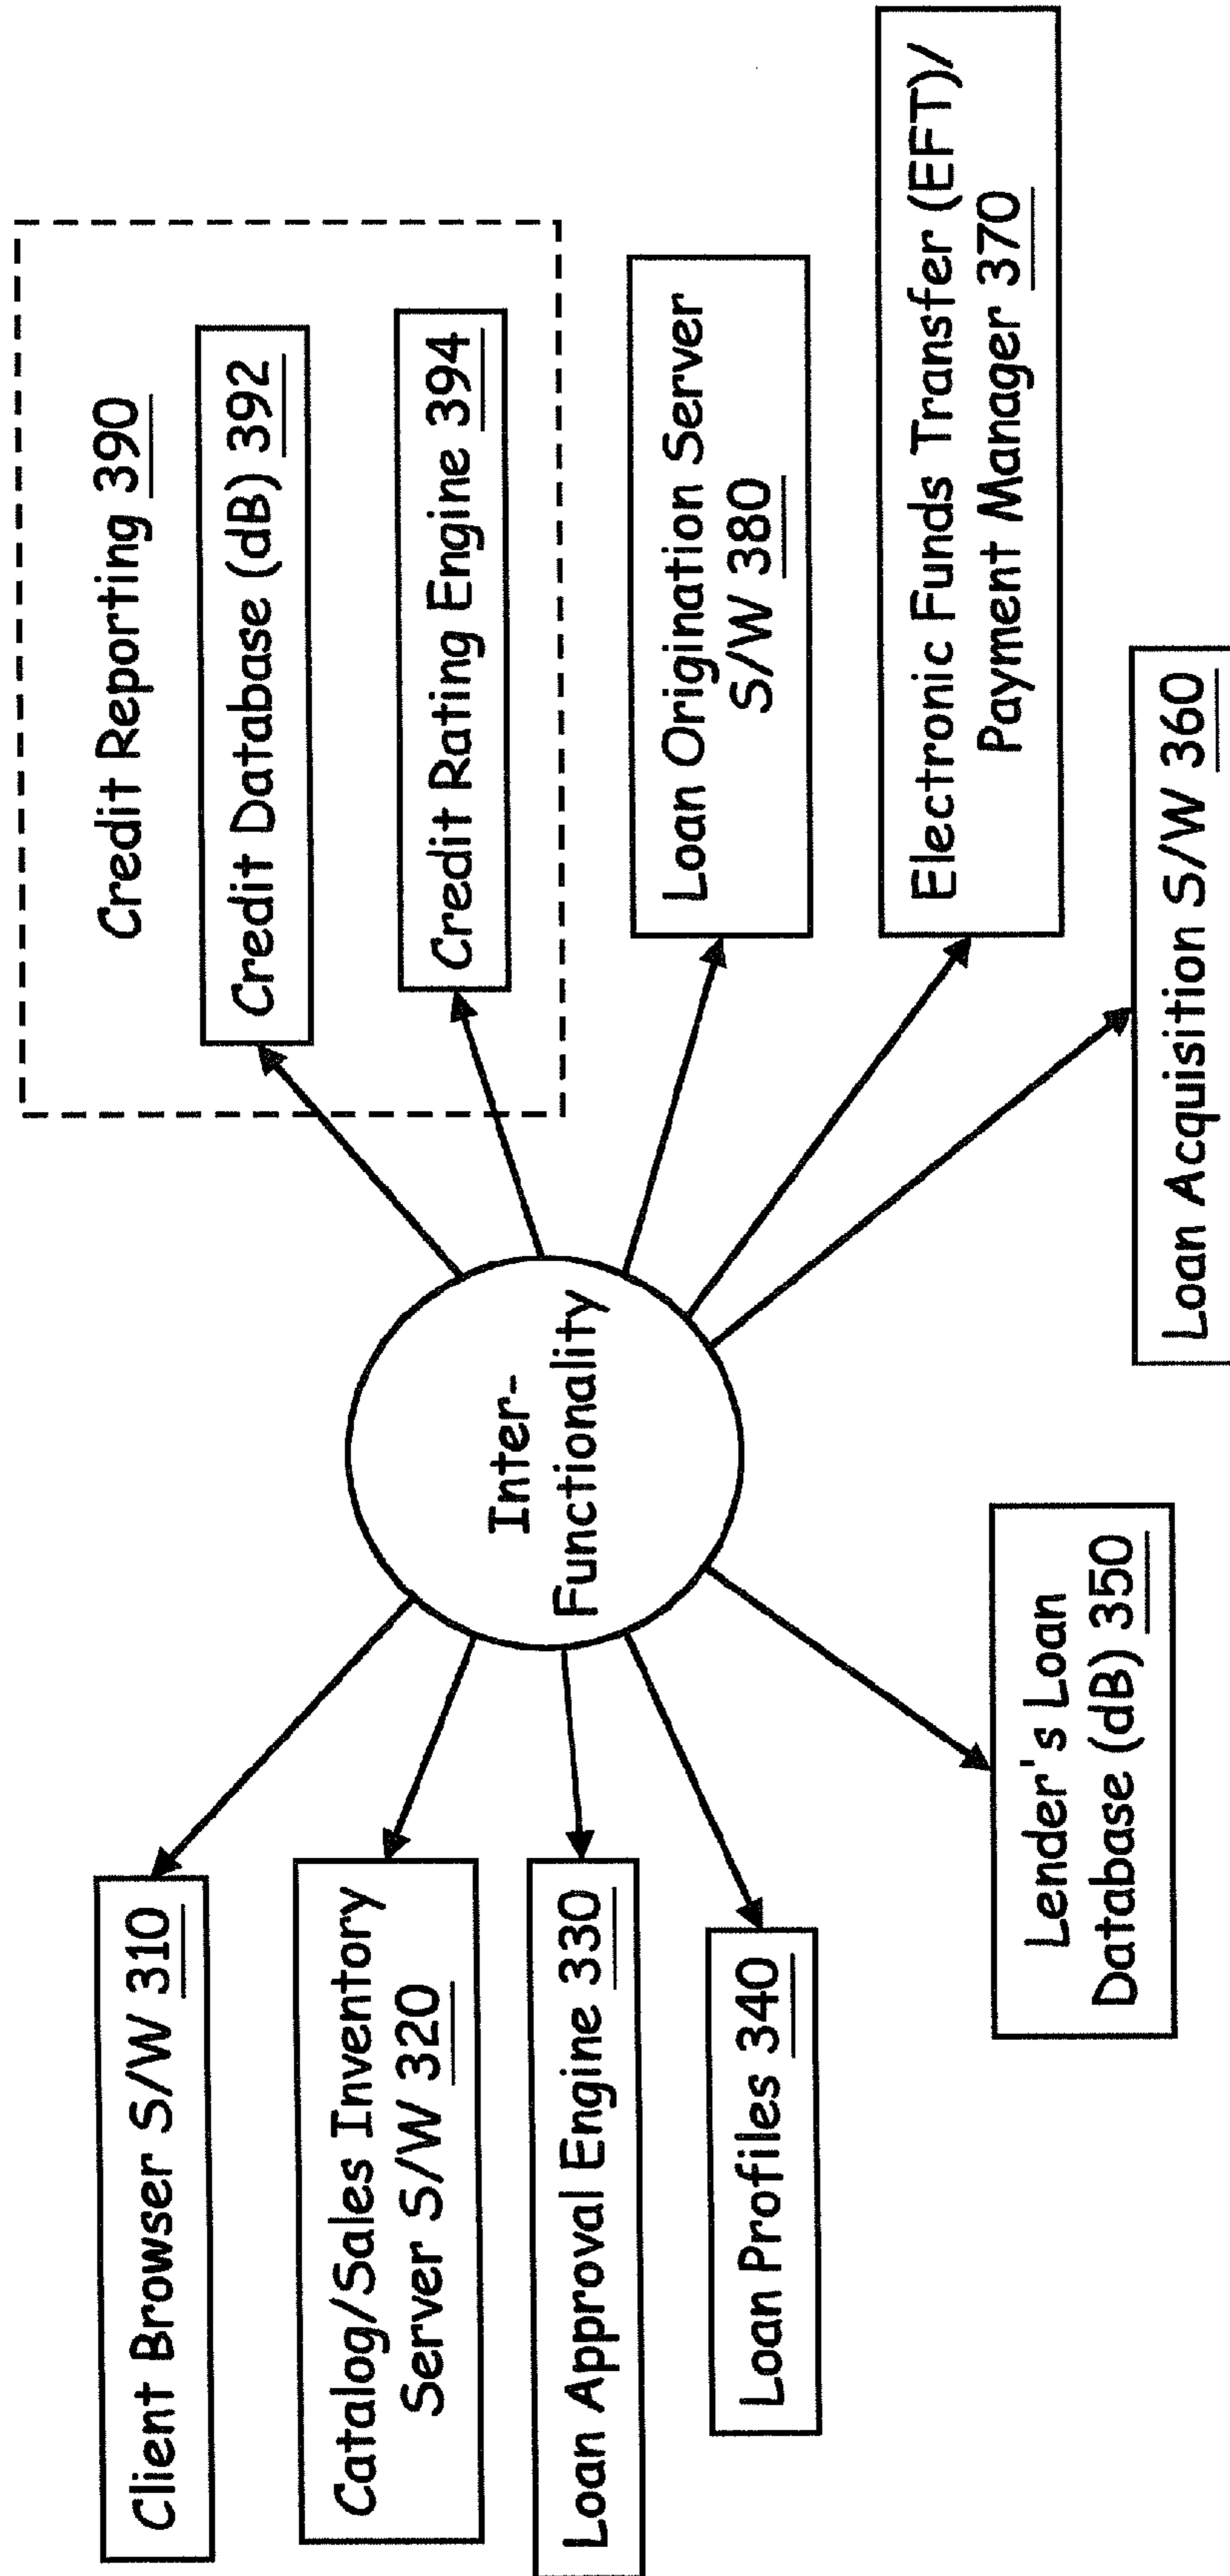 Client Browser S/W 310
Catalog/Sales Inventory
Server S/W 320
Loan Approval Engine 330
Loan Profiles 340
Lender's Loan
Database (dB) 350
Inter-
Functionality
Credit Reporting 390
Credit Database (dB) 392
Credit Rating Engine 394
Loan Origination Server
S/W 380
Electronic Funds Transfer (EFT)/
Payment Manager 370
Loan Acquisition S/W 360